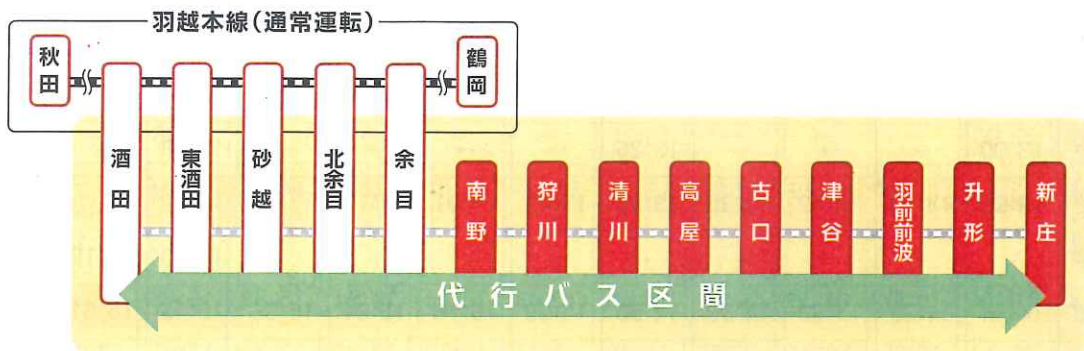 羽越本線(通常運転)
秋田
鶴岡
酒田
東酒田
砂越
北余目
余目
南野
狩川
清川
高屋
古口
津谷
羽前前波
升形
新庄
代行バス区間